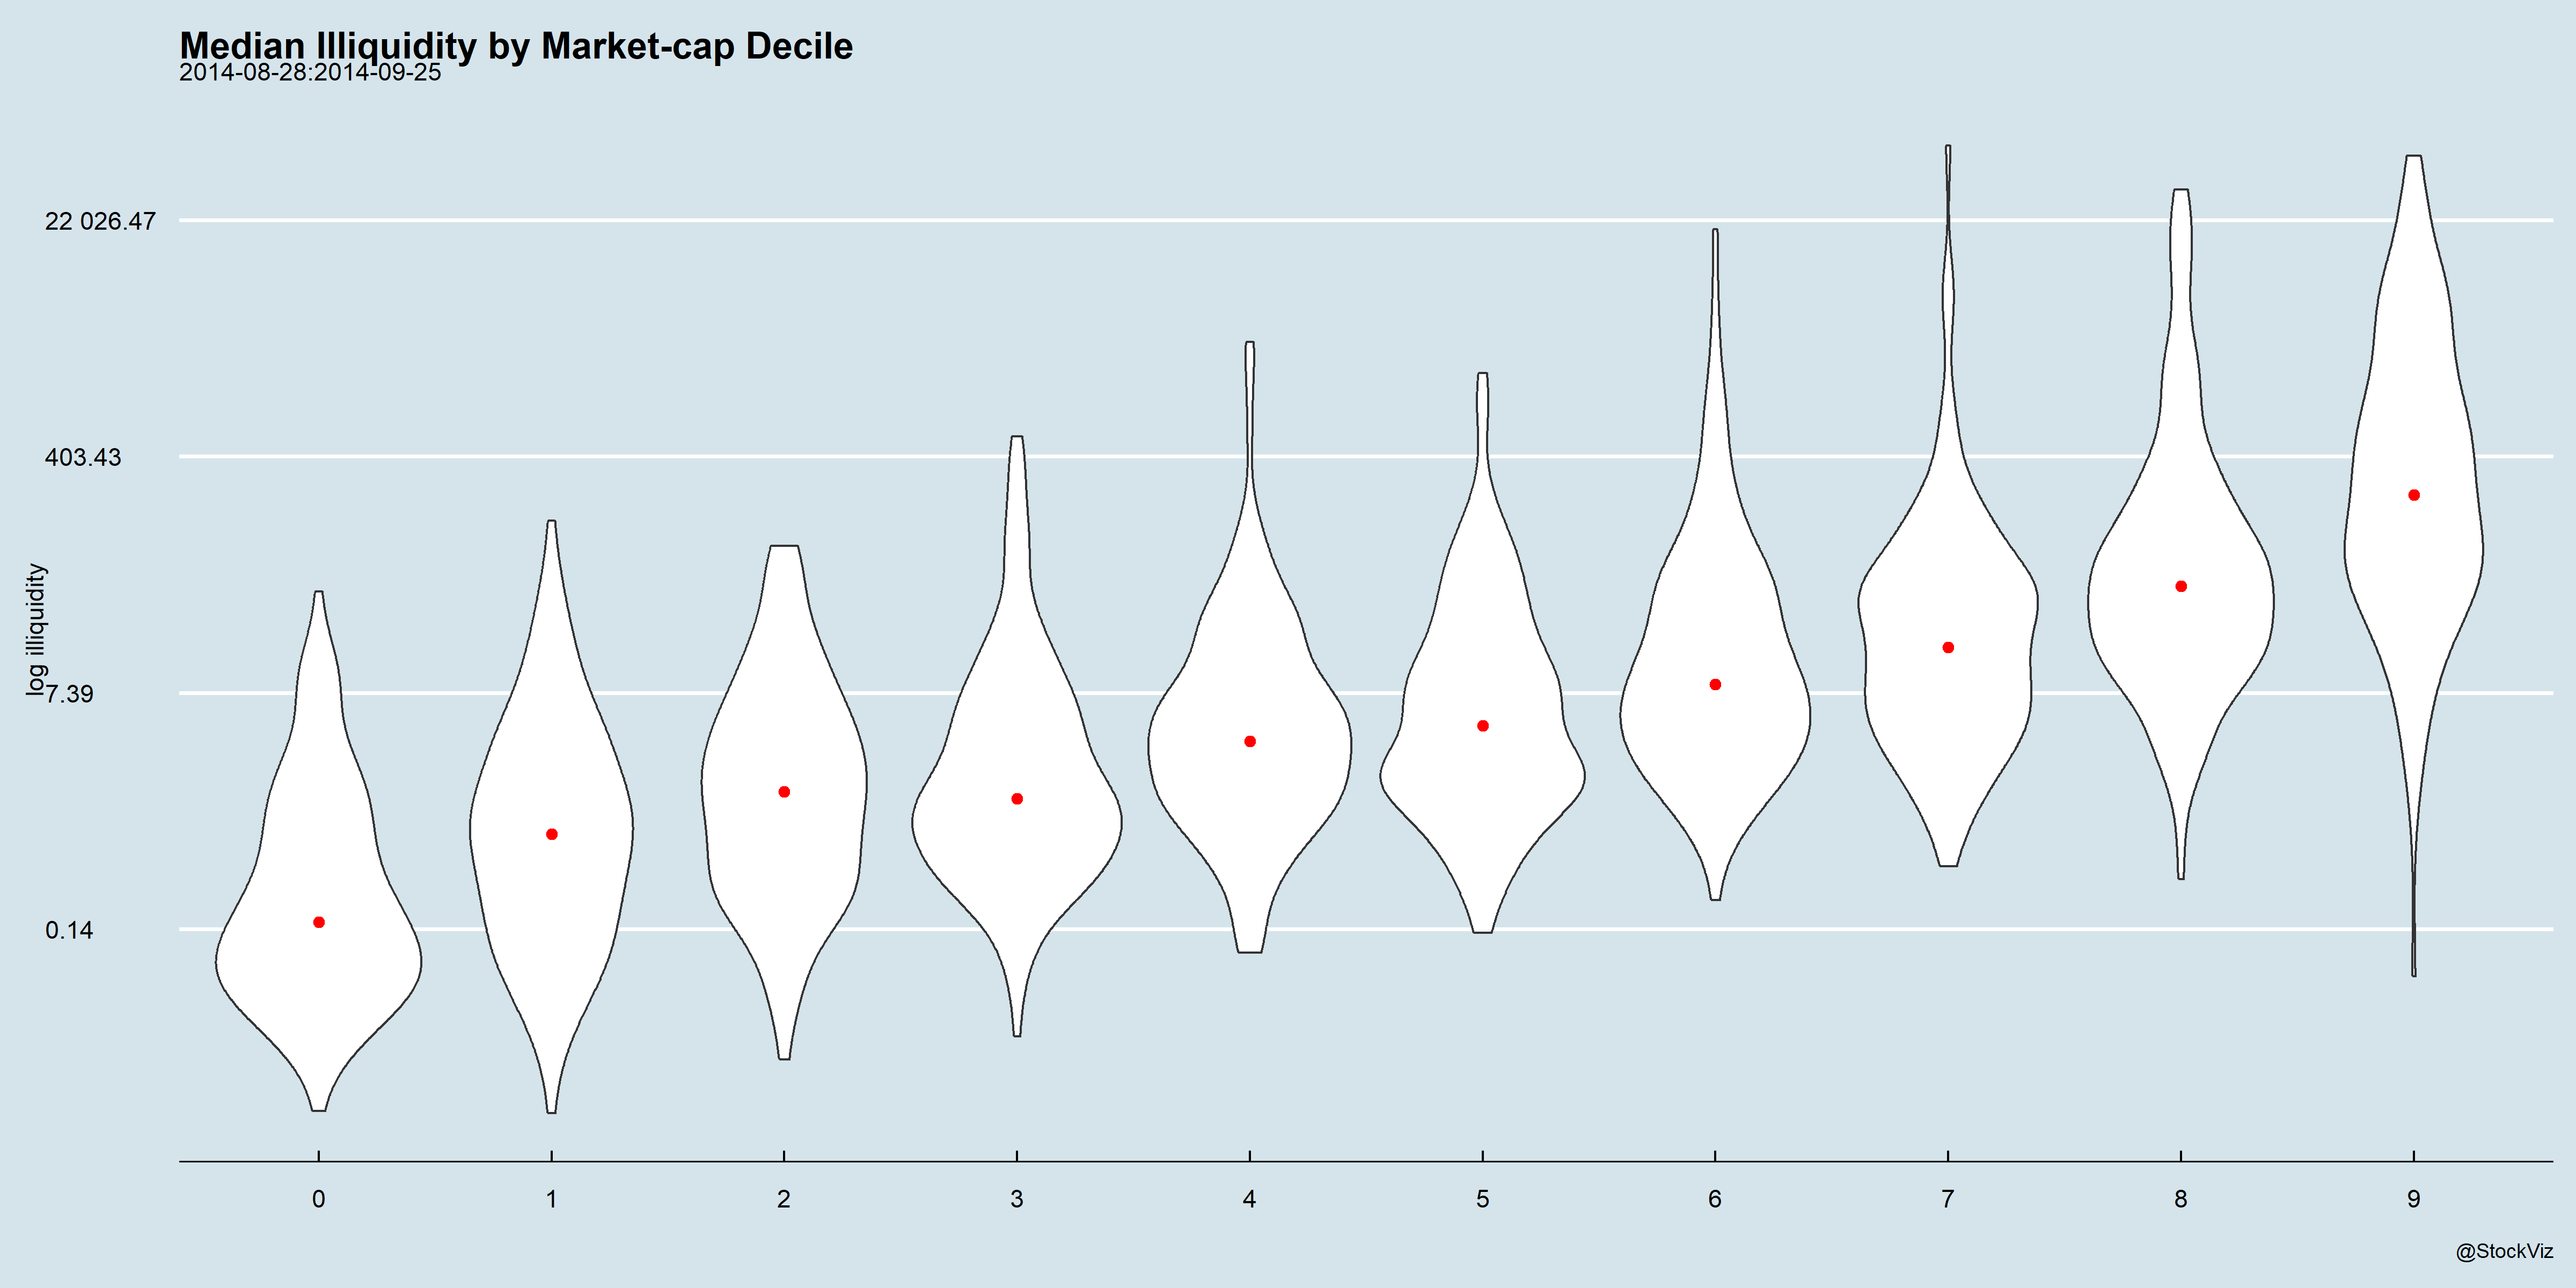 Median Illiquidity by Market-cap Decile
2014-08-28:2014-09-25
log illiquidity
22 026.47
403.43
7.39
0.14
0 1 2 3 4 5 6 7 8 9
@StockViz